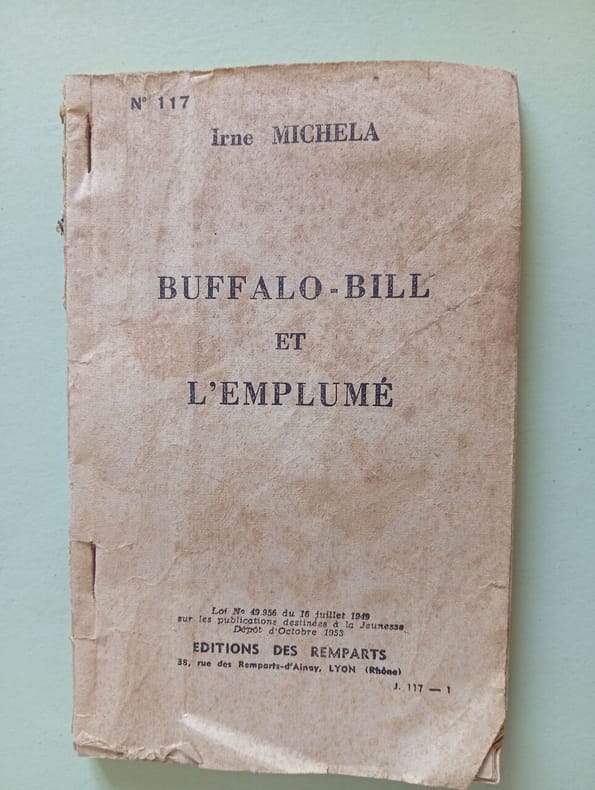 N° 117
Irne MICHELA
BUFFALO-BILL
ET
L'EMPLUMÉ
Loi No 49.956 du 16 juillet 1949
sur les publications destinées à la Jeunesse.
Dépôt d'Octobre 1953
EDITIONS DES REMPARTS
38, rue des Remparts-d'Ainay, LYON (Rhône)
J. 117 — 1